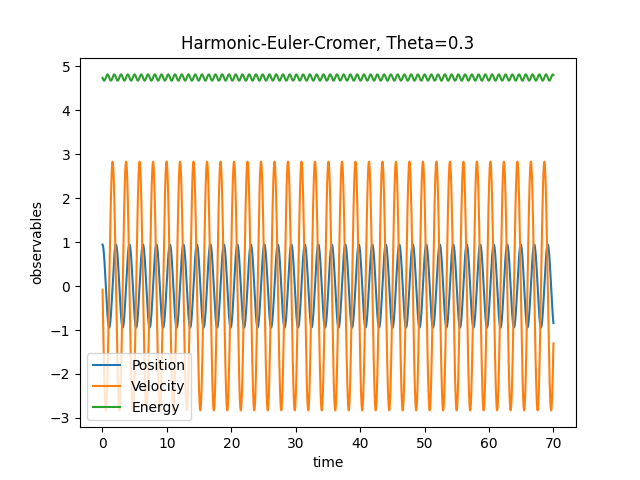 Harmonic-Euler-Cromer, Theta=0.3
observables
5
4
3
2
1
0
−1
−2
−3
Position
Velocity
Energy
0 10 20 30 40 50 60 70
time